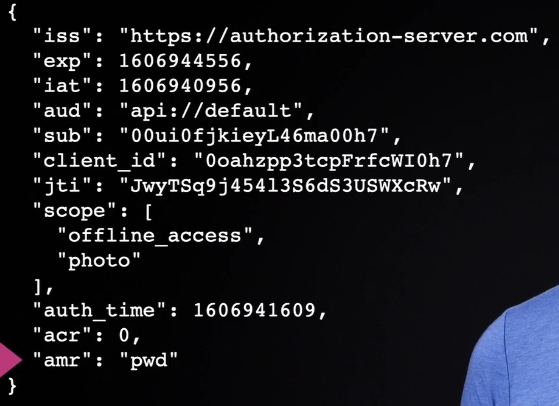 {
"iss": "https://authorization-server.com",
"exp": 1606944556,
"iat": 1606940956,
"aud": "api://default",
"sub": "00ui0fjkieyL46ma00h7",
"client_id": "0oahzpp3tcpFrfcWI0h7",
"jti": "JwyTSq9j454l3S6dS3USWXcRw",
"scope": [
"offline_access",
"photo"
],
"auth_time": 1606941609,
"acr": 0,
"amr": "pwd"
}